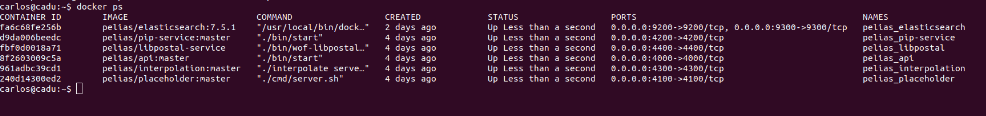 carlos@cadu:~$ docker ps
CONTAINER ID IMAGE COMMAND CREATED STATUS PORTS NAMES
fa6c68fe256b pelias/elasticsearch:7.5.1 "/usr/local/bin/dock…" 2 days ago Up Less than a second 0.0.0.0:9200->9200/tcp, 0.0.0.0:9300->9300/tcp pelias_elasticsearch
d9da006beedc pelias/pip-service:master "./bin/start" 4 days ago Up Less than a second 0.0.0.0:4200->4200/tcp pelias_pip-service
fbf0d0018a71 pelias/libpostal-service "./bin/wof-libpostal…" 4 days ago Up Less than a second 0.0.0.0:4400->4400/tcp pelias_libpostal
8f2603009c5a pelias/api:master "./bin/start" 4 days ago Up Less than a second 0.0.0.0:4000->4000/tcp pelias_api
961adbc39cd1 pelias/interpolation:master "./interpolate serve…" 4 days ago Up Less than a second 0.0.0.0:4300->4300/tcp pelias_interpolation
240d14300ed2 pelias/placeholder:master "./cmd/server.sh" 4 days ago Up Less than a second 0.0.0.0:4100->4100/tcp pelias_placeholder
carlos@cadu:~$